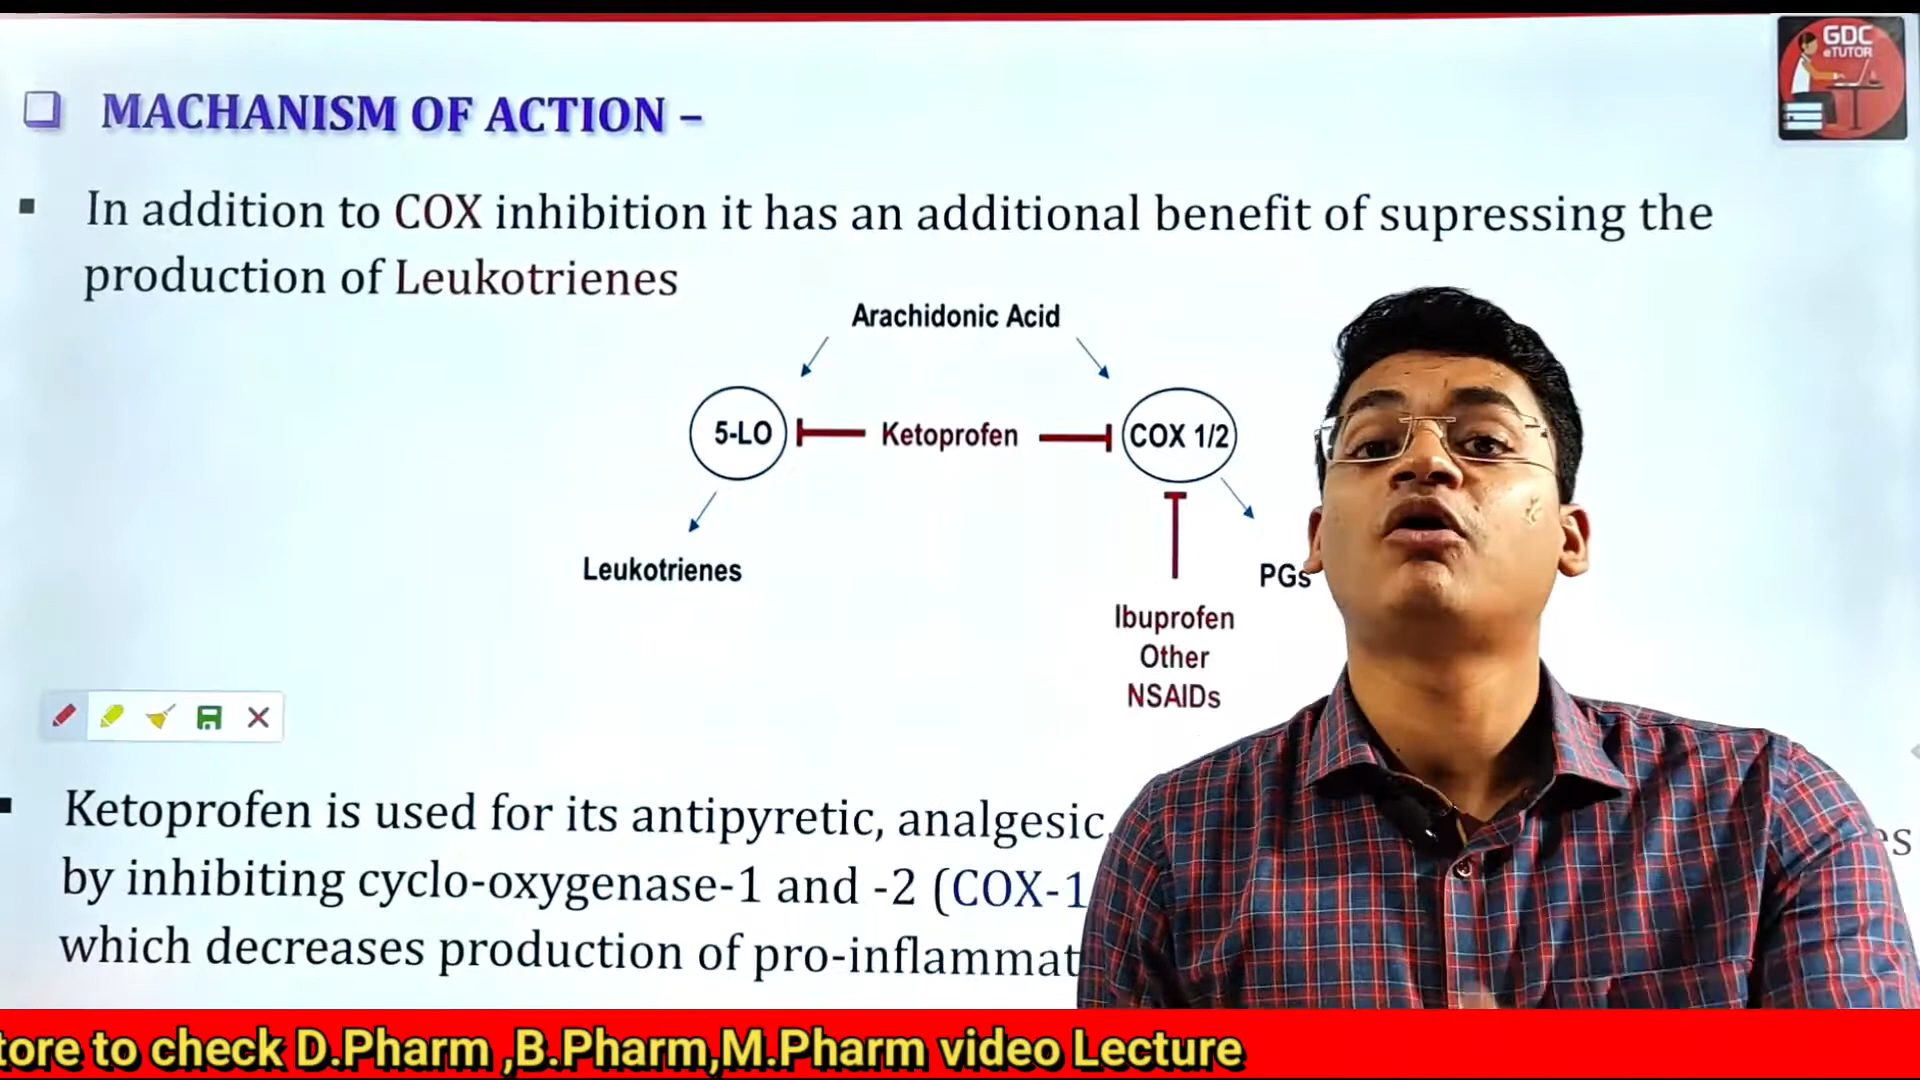 GDC
eTUTOR
MACHANISM OF ACTION –
In addition to COX inhibition it has an additional benefit of supressing the
production of Leukotrienes
Arachidonic Acid
5-LO
Ketoprofen
COX 1/2
Leukotrienes
PGs
Ibuprofen
Other
NSAIDs
Ketoprofen is used for its antipyretic, analgesic,
by inhibiting cyclo-oxygenase-1 and -2 (COX-1
which decreases production of pro-inflammat
tore to check D.Pharm ,B.Pharm,M.Pharm video Lecture